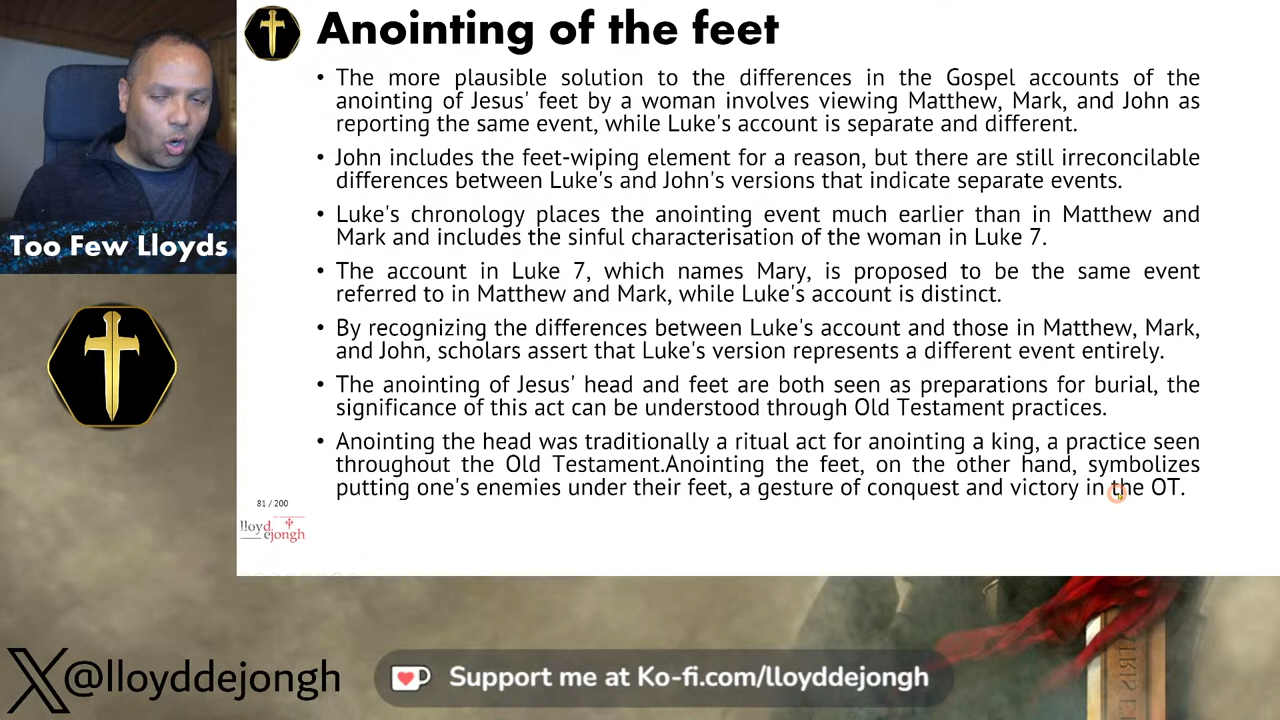 Anointing of the feet
• The more plausible solution to the differences in the Gospel accounts of the
anointing of Jesus' feet by a woman involves viewing Matthew, Mark, and John as
reporting the same event, while Luke's account is separate and different.
• John includes the feet-wiping element for a reason, but there are still irreconcilable
differences between Luke's and John's versions that indicate separate events.
• Luke's chronology places the anointing event much earlier than in Matthew and
Mark and includes the sinful characterisation of the woman in Luke 7.
• The account in Luke 7, which names Mary, is proposed to be the same event
referred to in Matthew and Mark, while Luke's account is distinct.
• By recognizing the differences between Luke's account and those in Matthew, Mark,
and John, scholars assert that Luke's version represents a different event entirely.
• The anointing of Jesus' head and feet are both seen as preparations for burial, the
significance of this act can be understood through Old Testament practices.
• Anointing the head was traditionally a ritual act for anointing a king, a practice seen
throughout the Old Testament.Anointing the feet, on the other hand, symbolizes
putting one's enemies under their feet, a gesture of conquest and victory in the OT.
81 / 200
lloyd
ejongh
Too Few Lloyds
X@lloyddejongh
Support me at Ko-fi.com/lloyddejongh